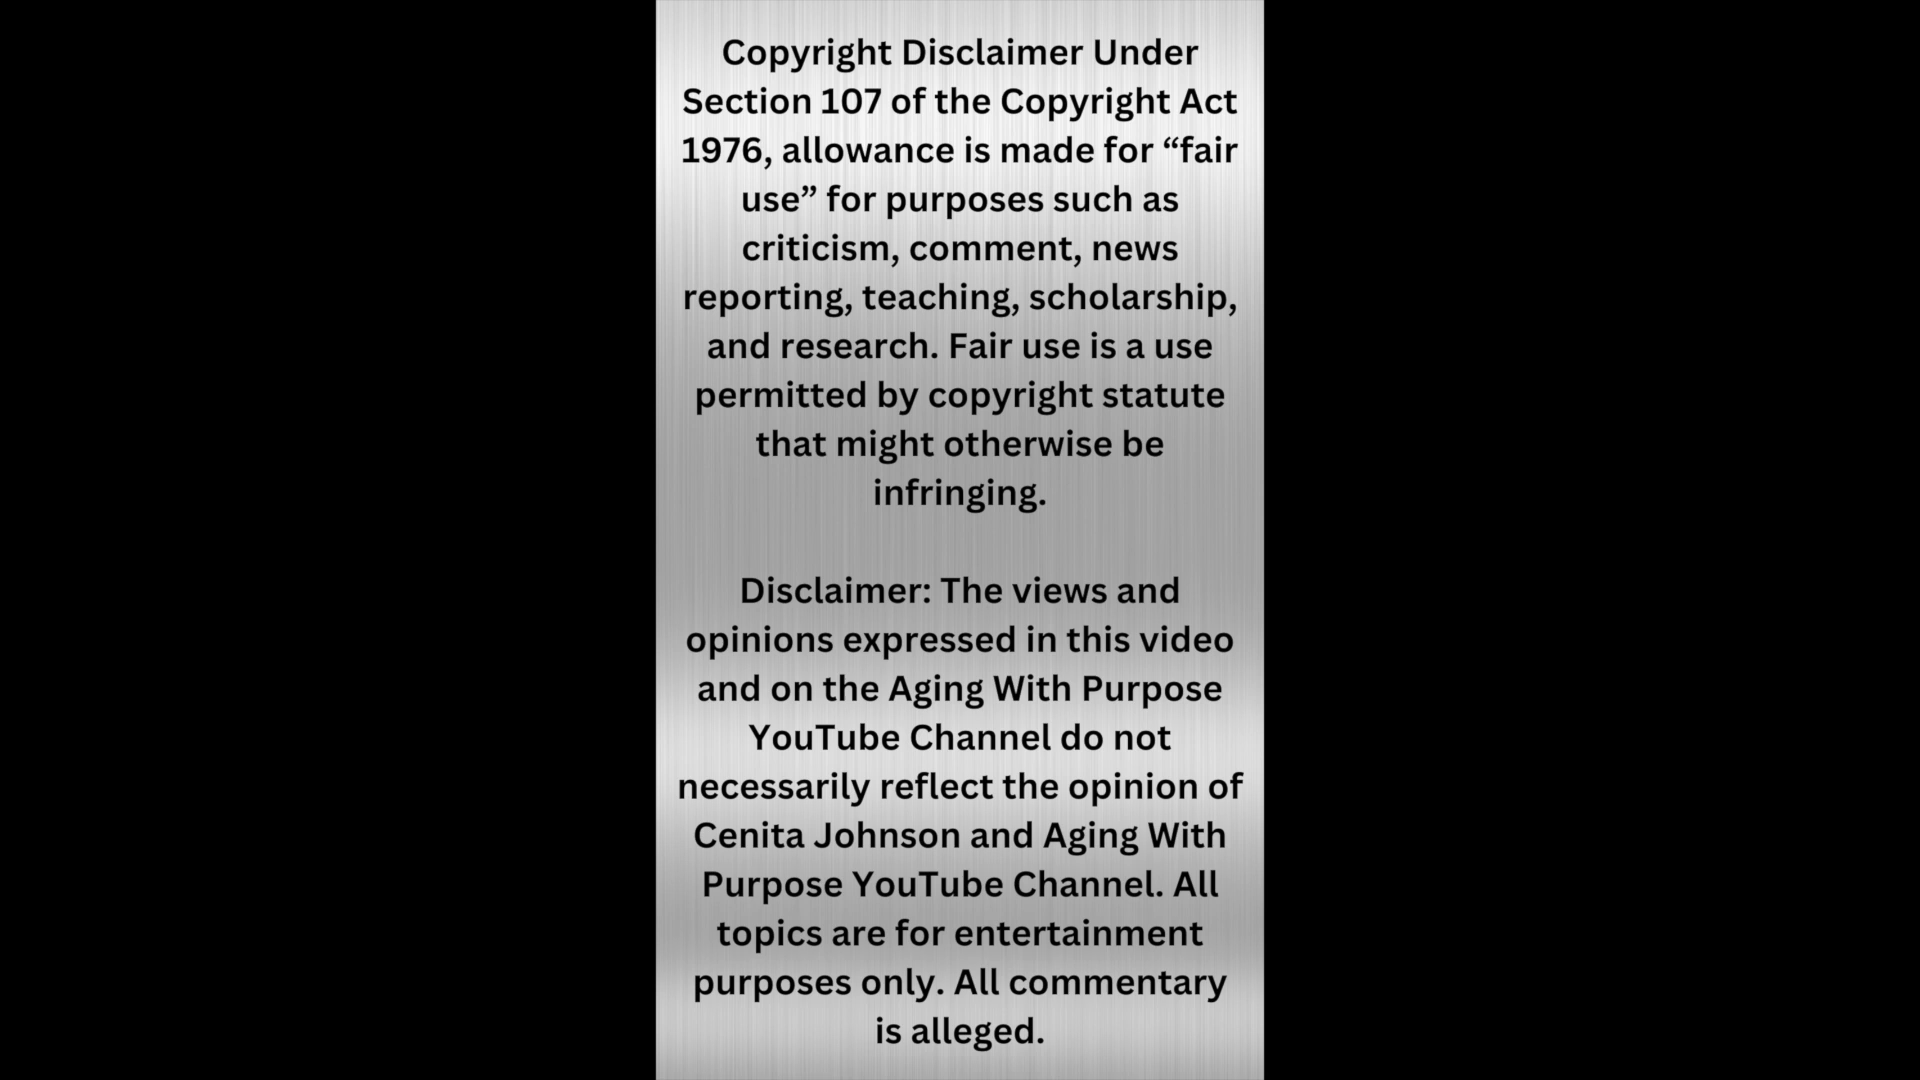 Copyright Disclaimer Under
Section 107 of the Copyright Act
1976, allowance is made for “fair
use” for purposes such as
criticism, comment, news
reporting, teaching, scholarship,
and research. Fair use is a use
permitted by copyright statute
that might otherwise be
infringing.
Disclaimer: The views and
opinions expressed in this video
and on the Aging With Purpose
YouTube Channel do not
necessarily reflect the opinion of
Cenita Johnson and Aging With
Purpose YouTube Channel. All
topics are for entertainment
purposes only. All commentary
is alleged.